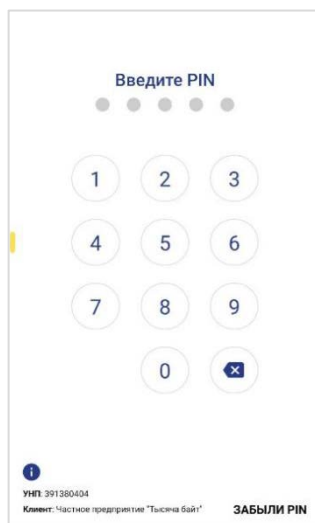 Введите PIN
1 2 3
4 5 6
7 8 9
0
УНП: 391380404
Клиент: Частное предприятие "Тысяча байт"
ЗАБЫЛИ PIN